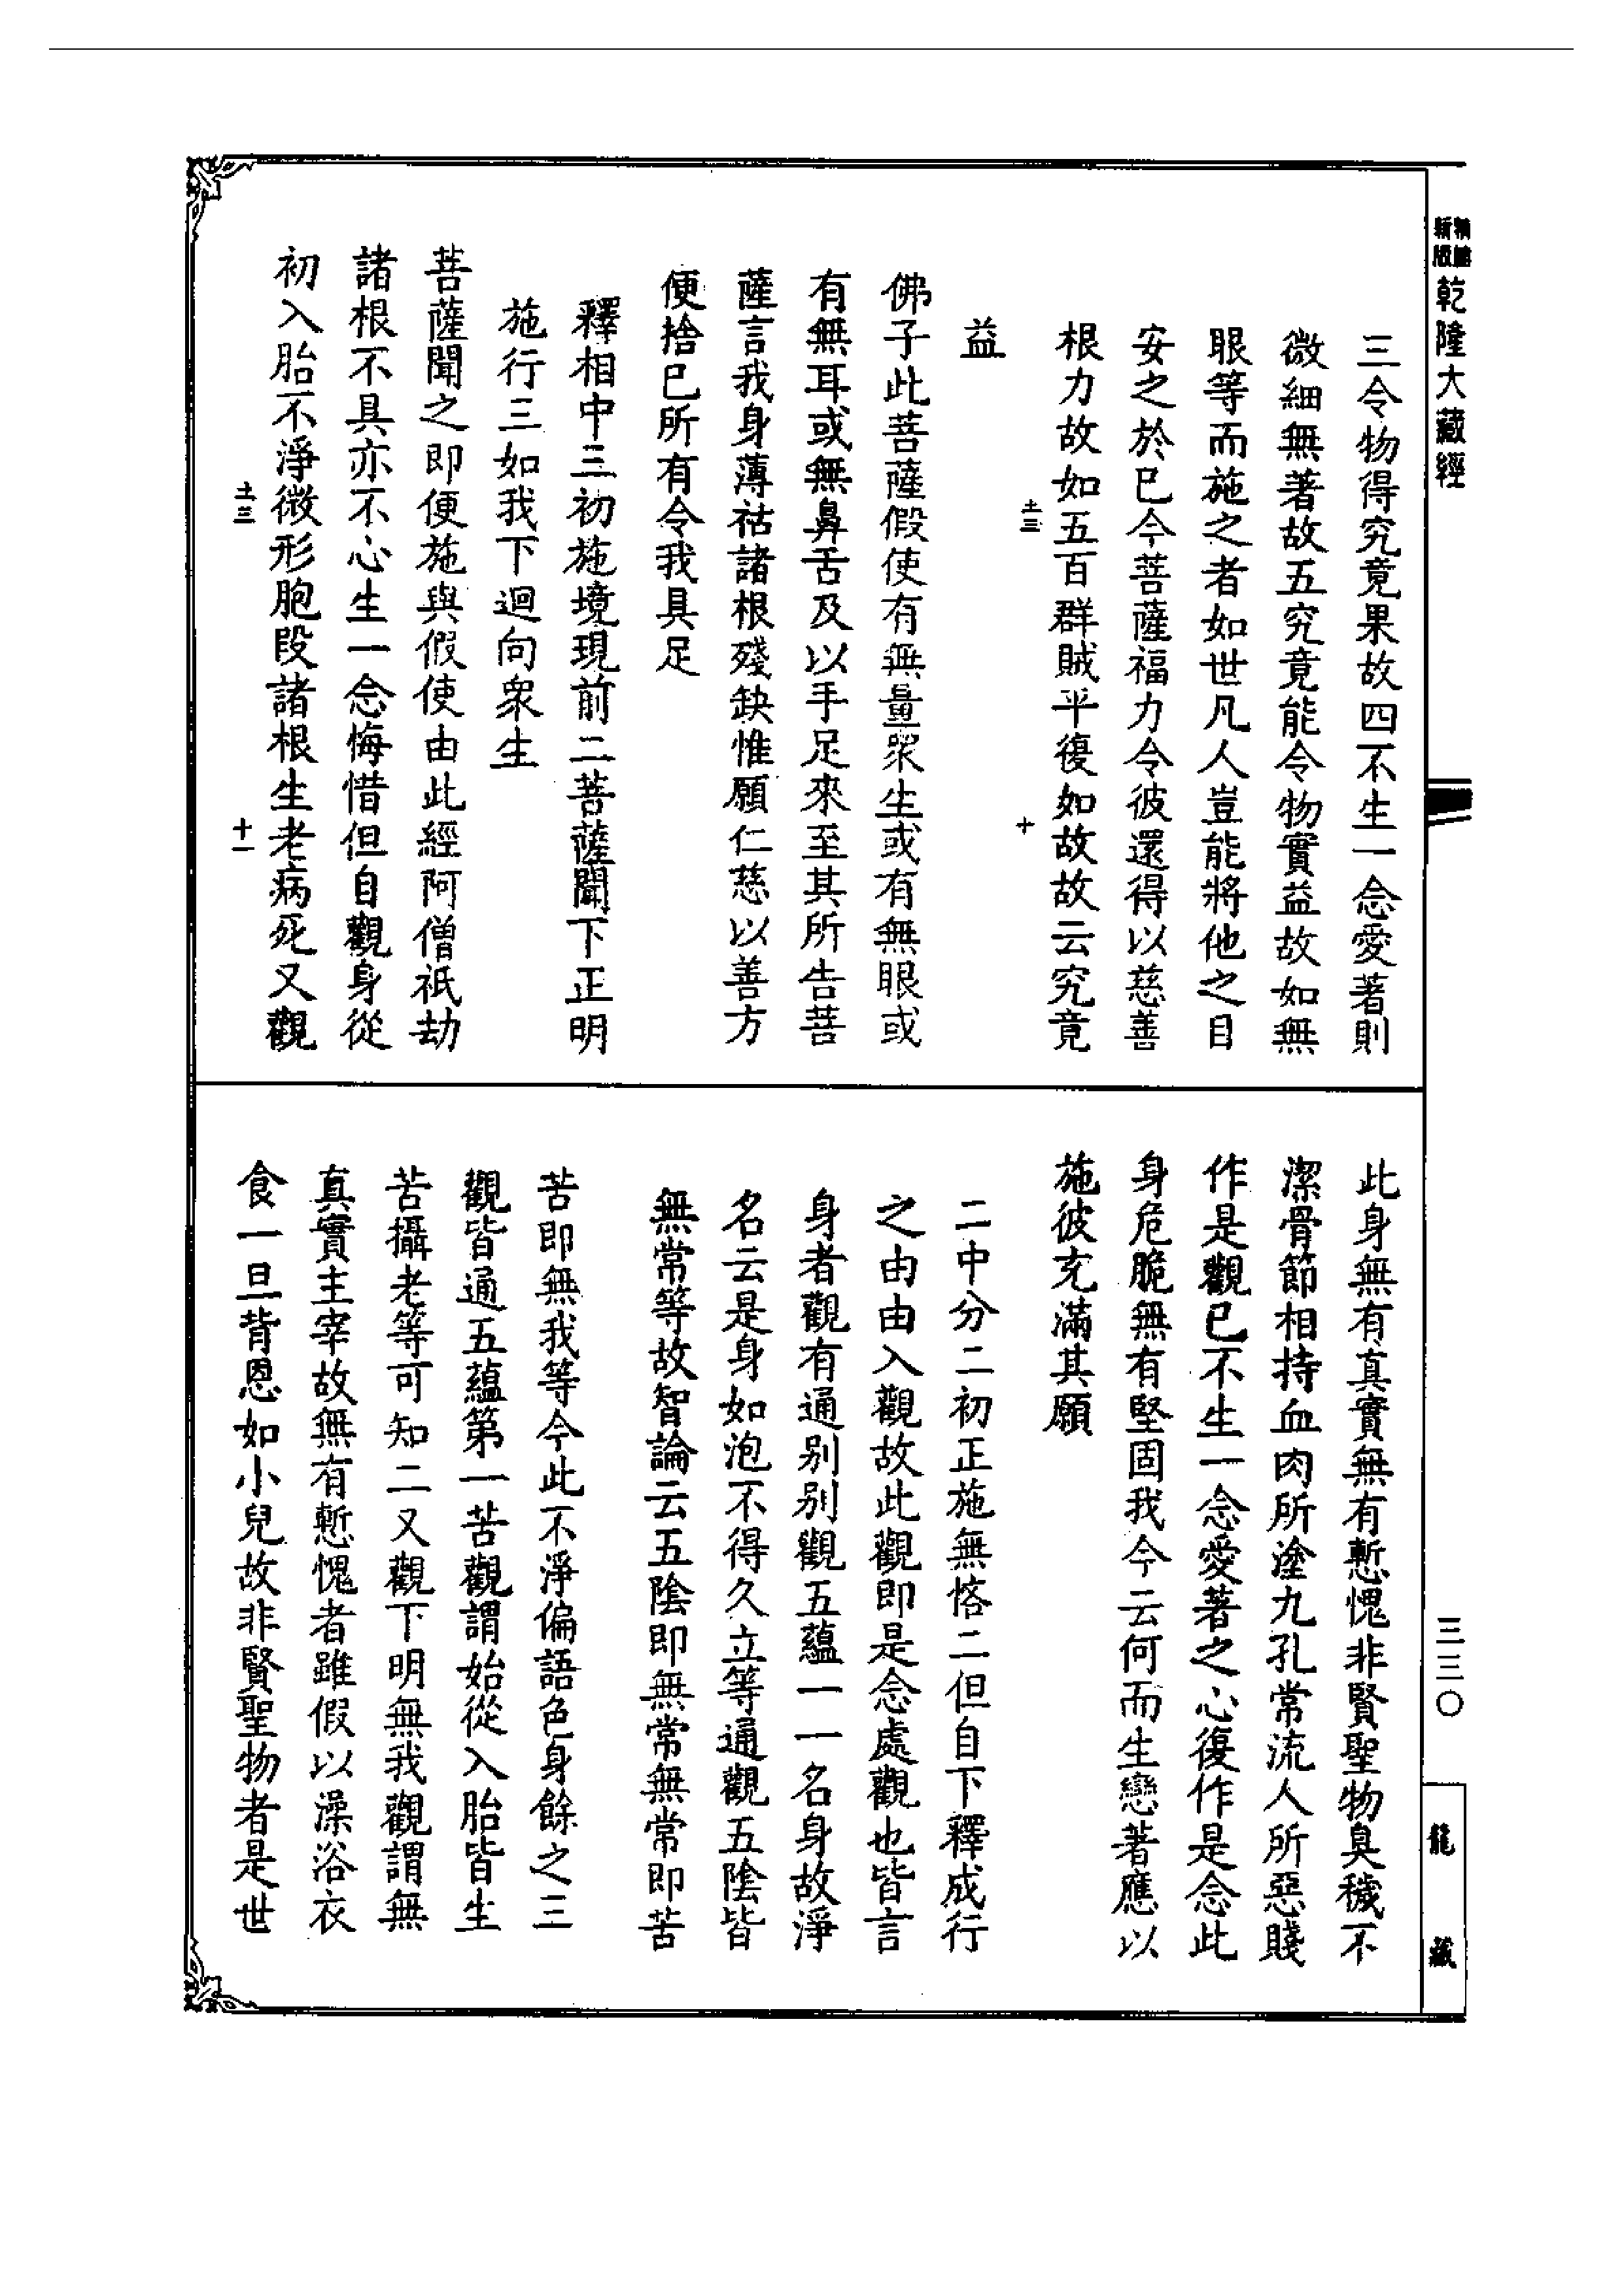 乾隆大藏經
三三〇
龍藏
三令物得究竟果故四不生一念愛著則
微細無著故五究竟能令物實益故如無
眼等而施之者如世凡人豈能將他之目
安之於已今菩薩福力令彼還得以慈善
根力故如五百群賊平復如故故云究竟
十三
十
益
佛子此菩薩假使有無量眾生或有無眼或
有無耳或無鼻舌及以手足來至其所告菩
薩言我身薄祜諸根殘缺惟願仁慈以善方
便捨已所有令我具足
釋相中三初施境現前二菩薩聞下正明
施行三如我下迴向眾生
菩薩聞之即便施與假使由此經阿僧祇劫
諸根不具亦不心生一念悔惜但自觀身從
初入胎不淨微形胞段諸根生老病死又觀
十三
十一
此身無有真實無有慙愧非賢聖物臭穢不
潔骨節相持血肉所塗九孔常流人所惡賤
作是觀已不生一念愛著之心復作是念此
身危脆無有堅固我今云何而生戀著應以
施彼充滿其願
二中分二初正施無悋二但自下釋成行
之由由入觀故此觀即是念處觀也皆言
身者觀有通別別觀五蘊一一名身故淨
名云是身如泡不得久立等通觀五陰皆
無常等故智論云五陰即無常無常即苦
苦即無我等今此不淨偏語色身餘之三
觀皆通五蘊第一苦觀謂始從入胎皆生
苦攝老等可知二又觀下明無我觀謂無
真實主宰故無有慙愧者雖假以澡浴衣
食一旦背恩如小兒故非賢聖物者是世